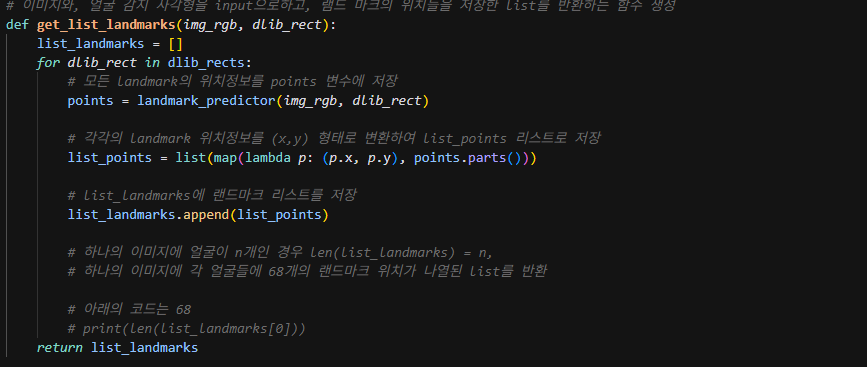 # 이미지와, 얼굴 감지 사각형을 input으로하고, 랜드 마크의 위치들을 저장한 list를 반환하는 함수 생성
def get_list_landmarks(img_rgb, dlib_rect):
    list_landmarks = []
    for dlib_rect in dlib_rects:
        # 모든 landmark의 위치정보를 points 변수에 저장
        points = landmark_predictor(img_rgb, dlib_rect)
        # 각각의 landmark 위치정보를 (x,y) 형태로 변환하여 list_points 리스트로 저장
        list_points = list(map(lambda p: (p.x, p.y), points.parts()))
        # list_landmarks에 랜드마크 리스트를 저장
        list_landmarks.append(list_points)
        # 하나의 이미지에 얼굴이 n개인 경우 len(list_landmarks) = n,
        # 하나의 이미지에 각 얼굴들에 68개의 랜드마크 위치가 나열된 list를 반환
        # 아래의 코드는 68
        # print(len(list_landmarks[0]))
    return list_landmarks